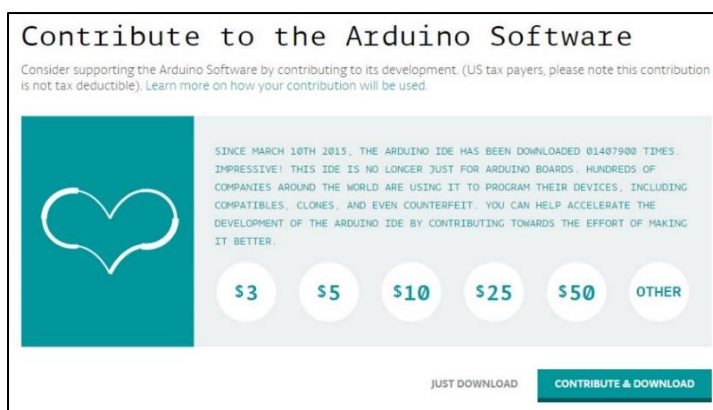 Contribute to the Arduino Software
Consider supporting the Arduino Software by contributing to its development. (US tax payers, please note this contribution
is not tax deductible). Learn more on how your contribution will be used.
SINCE MARCH 10TH 2015, THE ARDUINO IDE HAS BEEN DOWNLOADED 01407900 TIMES.
IMPRESSIVE! THIS IDE IS NO LONGER JUST FOR ARDUINO BOARDS. HUNDREDS OF
COMPANIES AROUND THE WORLD ARE USING IT TO PROGRAM THEIR DEVICES, INCLUDING
COMPATIBLES, CLONES, AND EVEN COUNTERFEIT. YOU CAN HELP ACCELERATE THE
DEVELOPMENT OF THE ARDUINO IDE BY CONTRIBUTING TOWARDS THE EFFORT OF MAKING
IT BETTER.
$3 $5 $10 $25 $50 OTHER
JUST DOWNLOAD CONTRIBUTE & DOWNLOAD